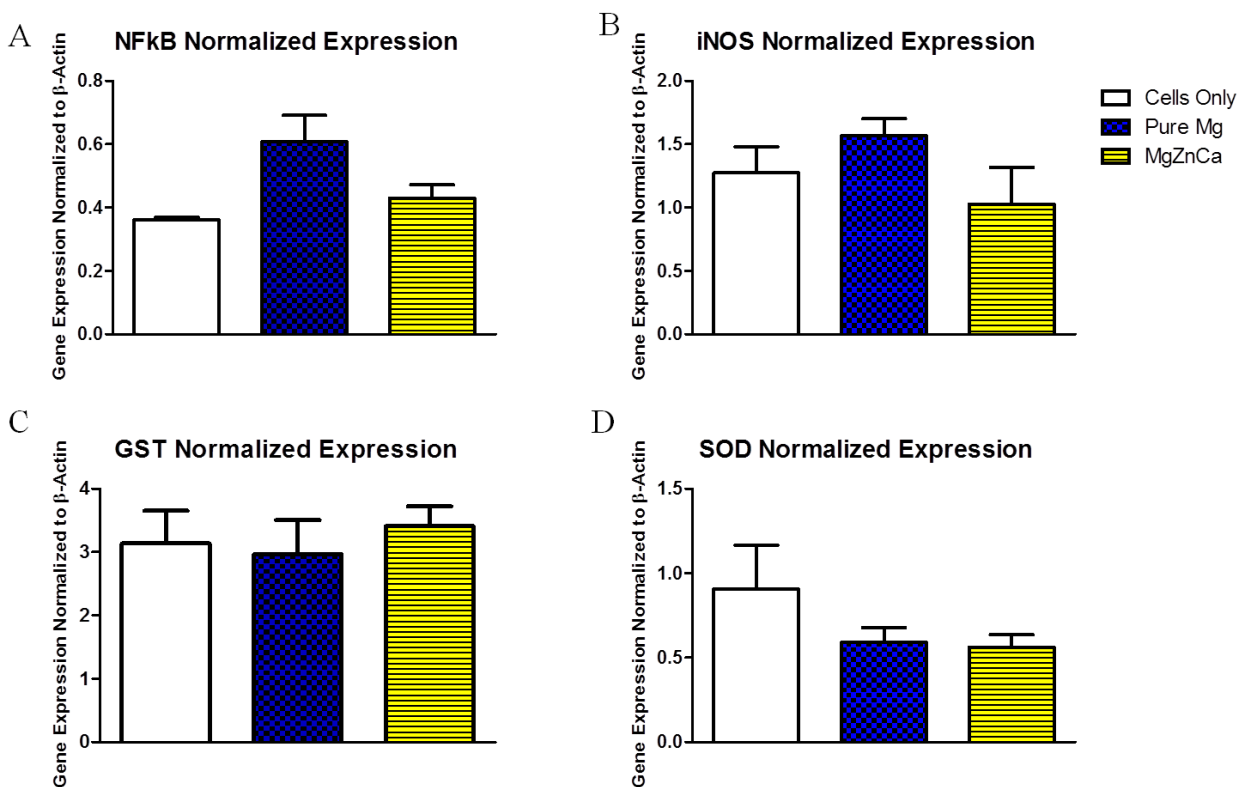 A
NFkB Normalized Expression
Gene Expression Normalized to β-Actin
0.8
0.6
0.4
0.2
0.0
B
iNOS Normalized Expression
Gene Expression Normalized to β-Actin
2.0
1.5
1.0
0.5
0.0
Cells Only
Pure Mg
MgZnCa
C
GST Normalized Expression
Gene Expression Normalized to β-Actin
4
3
2
1
0
D
SOD Normalized Expression
Gene Expression Normalized to β-Actin
1.5
1.0
0.5
0.0